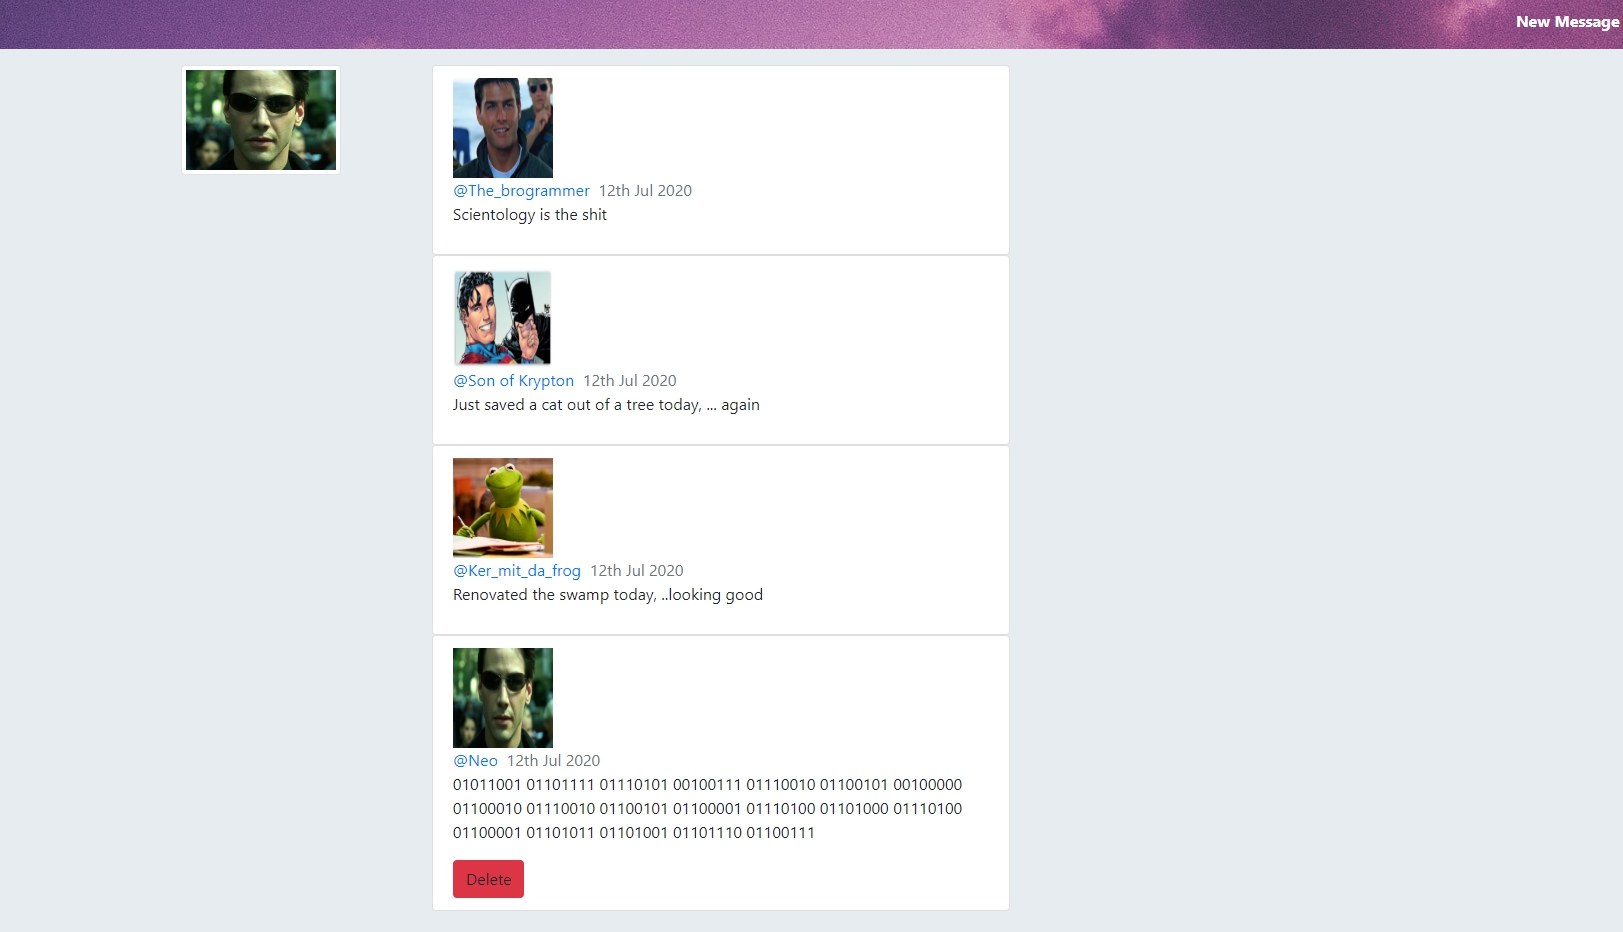 New Message
@The_brogrammer 12th Jul 2020
Scientology is the shit
@Son of Krypton 12th Jul 2020
Just saved a cat out of a tree today, ... again
@Ker_mit_da_frog 12th Jul 2020
Renovated the swamp today, ..looking good
@Neo 12th Jul 2020
01011001 01101111 01110101 00100111 01110010 01100101 00100000
01100010 01110010 01100101 01100001 01110100 01101000 01110100
01100001 01101011 01101001 01101110 01100111
Delete